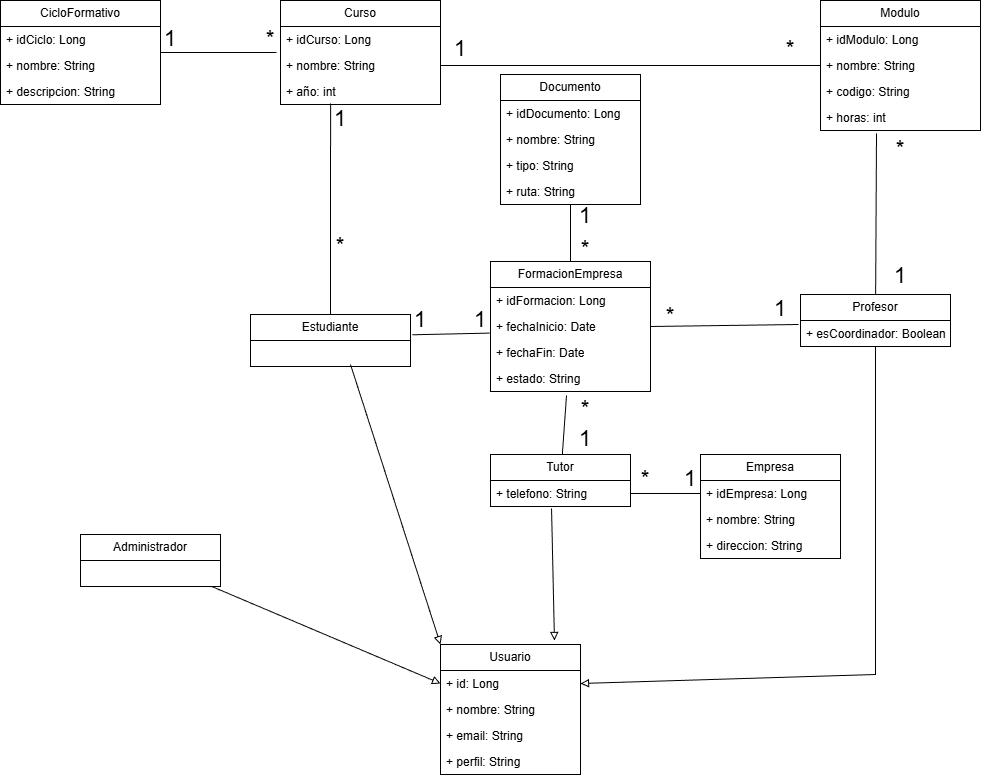 CicloFormativo
+ idCiclo: Long
+ nombre: String
+ descripcion: String
1
*
Curso
+ idCurso: Long
+ nombre: String
+ año: int
1
*
Modulo
+ idModulo: Long
+ nombre: String
+ codigo: String
+ horas: int
Documento
+ idDocumento: Long
+ nombre: String
+ tipo: String
+ ruta: String
1
*
1
*
*
1
FormacionEmpresa
+ idFormacion: Long
+ fechaInicio: Date
+ fechaFin: Date
+ estado: String
Estudiante
1
1
*
1
Profesor
+ esCoordinador: Boolean
*
1
Tutor
+ telefono: String
*
1
Empresa
+ idEmpresa: Long
+ nombre: String
+ direccion: String
Administrador
Usuario
+ id: Long
+ nombre: String
+ email: String
+ perfil: String